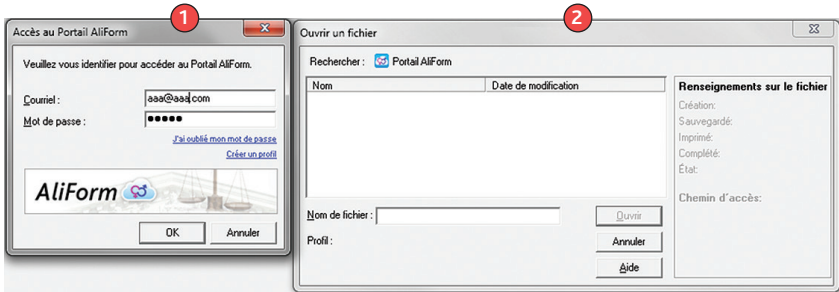 1
Accès au Portail AliForm
Veuillez vous identifier pour accéder au Portail AliForm.
Courriel :
aaa@aaa.com
Mot de passe :
●●●●●
J'ai oublié mon mot de passe
Créer un profil
AliForm
OK
Annuler
2
Ouvrir un fichier
Rechercher : Portail AliForm
Nom
Date de modification
Nom de fichier :
Ouvrir
Profil :
Annuler
Aide
Renseignements sur le fichier
Création:
Sauvegardé:
Imprimé:
Complété:
État:
Chemin d'accès: